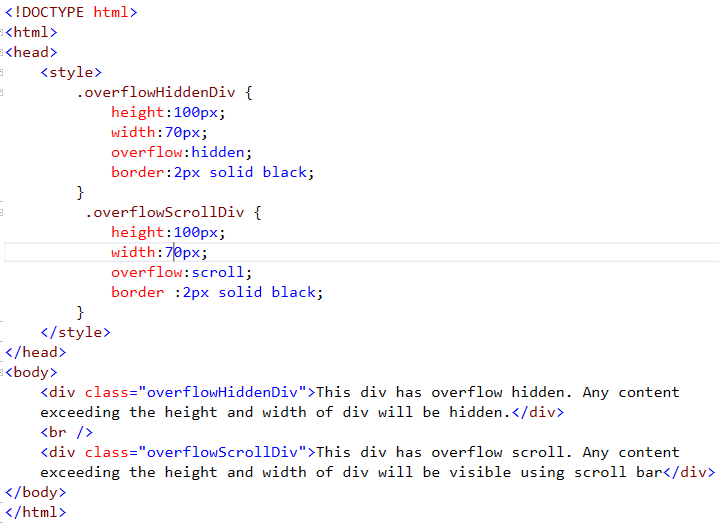 <!DOCTYPE html>
<html>
<head>
    <style>
        .overflowHiddenDiv {
            height:100px;
            width:70px;
            overflow:hidden;
            border:2px solid black;
        }
         .overflowScrollDiv {
            height:100px;
            width:70px;
            overflow:scroll;
            border :2px solid black;
        }
    </style>
</head>
<body>
    <div class="overflowHiddenDiv">This div has overflow hidden. Any content
    exceeding the height and width of div will be hidden.</div>
    <br />
    <div class="overflowScrollDiv">This div has overflow scroll. Any content
    exceeding the height and width of div will be visible using scroll bar</div>
</body>
</html>